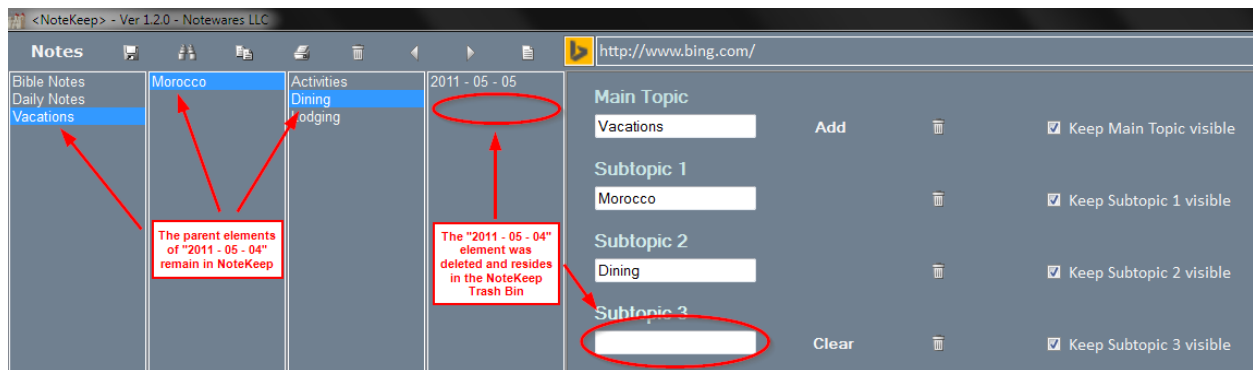 <NoteKeep> - Ver 1.2.0 - Notewares LLC
Notes
http://www.bing.com/
Bible Notes
Daily Notes
Vacations
Morocco
Activities
Dining
Lodging
2011 - 05 - 05
The parent elements
of "2011 - 05 - 04"
remain in NoteKeep
The "2011 - 05 - 04"
element was
deleted and resides
in the NoteKeep
Trash Bin
Main Topic
Vacations Add Keep Main Topic visible
Subtopic 1
Morocco Keep Subtopic 1 visible
Subtopic 2
Dining Keep Subtopic 2 visible
Subtopic 3
Clear Keep Subtopic 3 visible